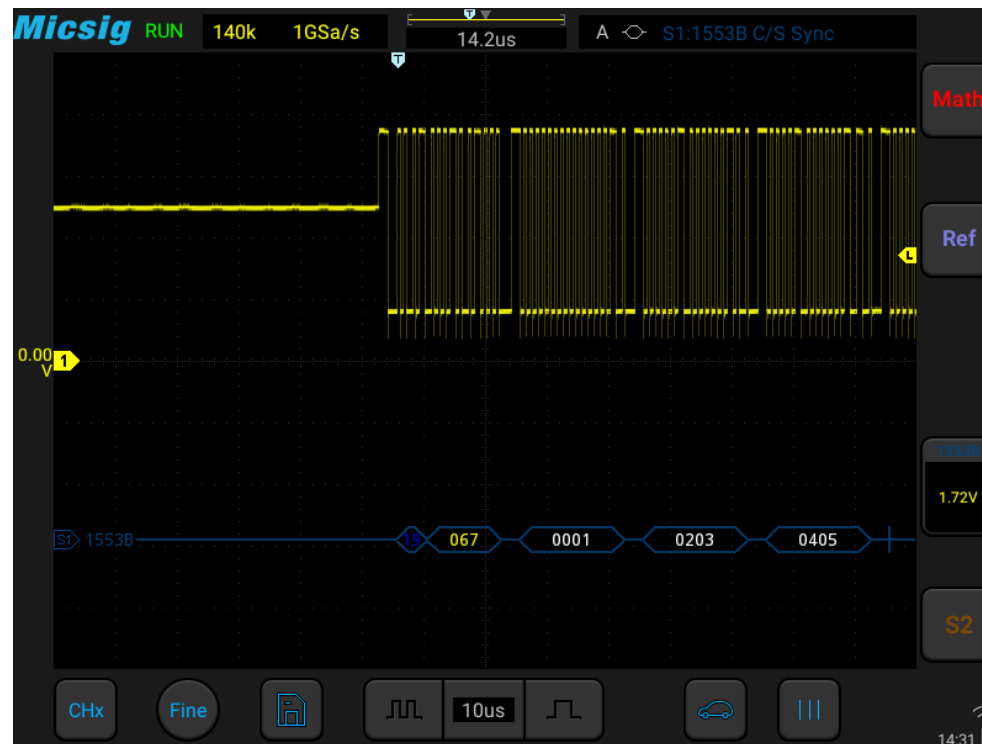 Micsig RUN 140k 1GSa/s T 14.2us A S1:1553B C/S Sync
T
Math
Ref
L
0.00 V 1
1553B
1.72V
S1 1553B 19 067 0001 0203 0405
S2
CHx Fine 10us
14:31